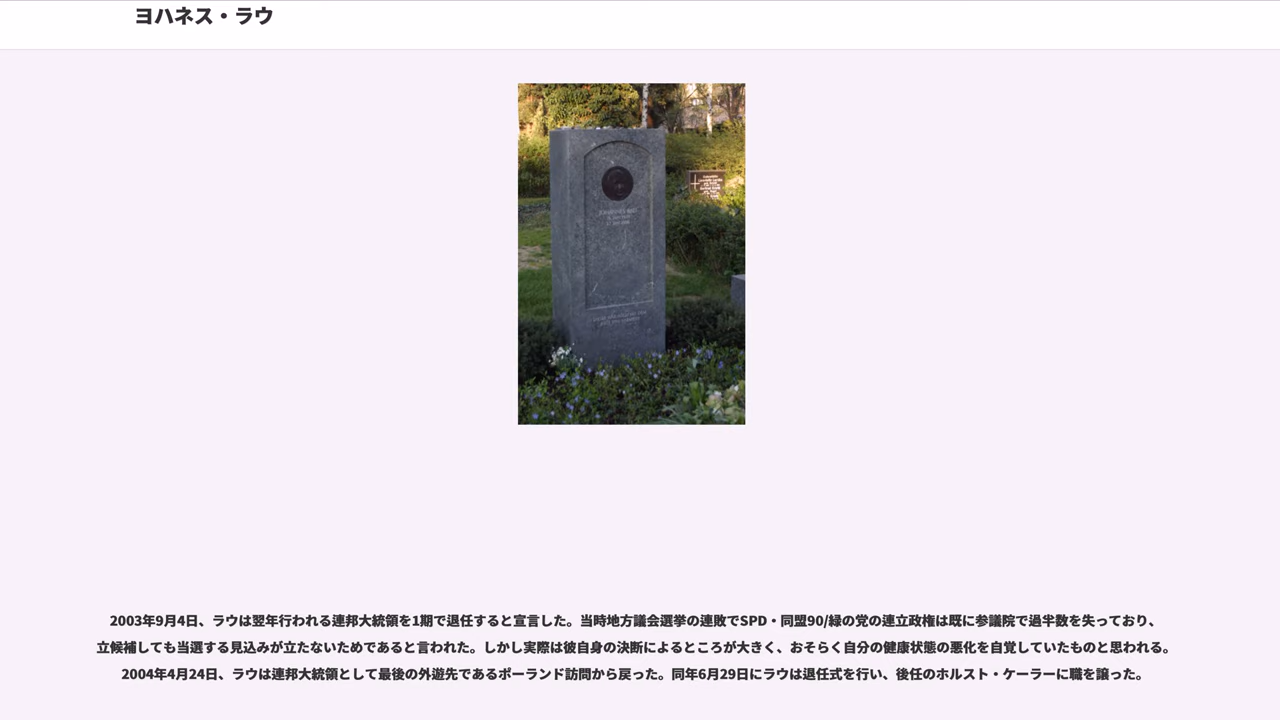 ヨハネス・ラウ
2003年9月4日、ラウは翌年行われる連邦大統領を1期で退任すると宣言した。当時地方議会選挙の連敗でSPD・同盟90/緑の党の連立政権は既に参議院で過半数を失っており、
立候補しても当選する見込みが立たないためであると言われた。しかし実際は彼自身の決断によるところが大きく、おそらく自分の健康状態の悪化を自覚していたものと思われる。
2004年4月24日、ラウは連邦大統領として最後の外遊先であるポーランド訪問から戻った。同年6月29日にラウは退任式を行い、後任のホルスト・ケーラーに職を譲った。